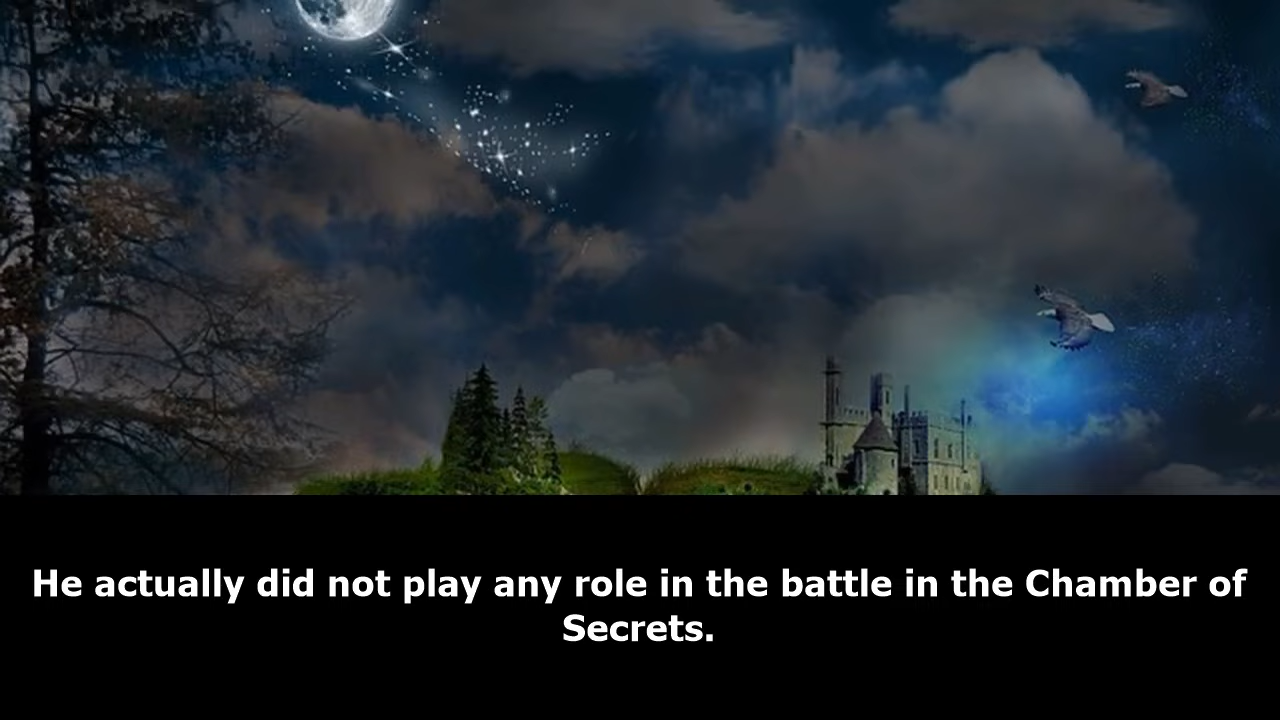 He actually did not play any role in the battle in the Chamber of
Secrets.